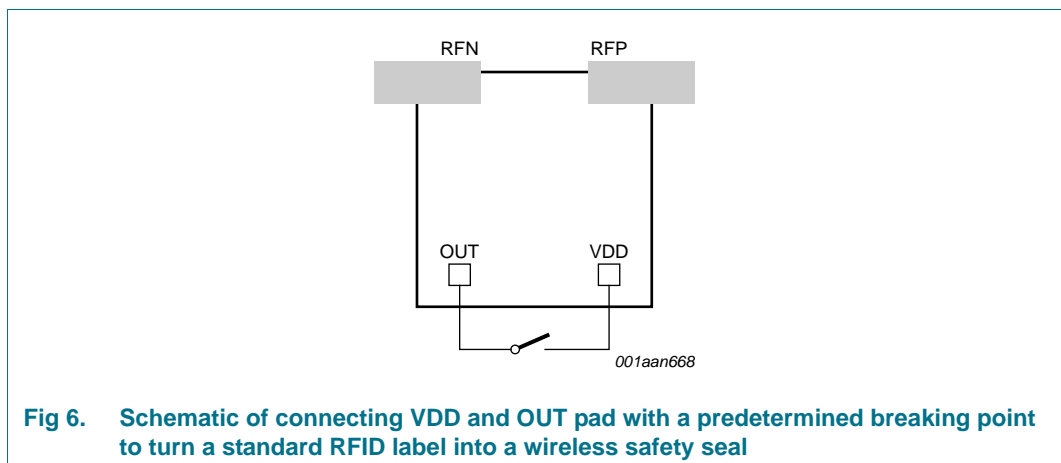 RFN RFP
OUT VDD
001aan668
Fig 6. Schematic of connecting VDD and OUT pad with a predetermined breaking point
to turn a standard RFID label into a wireless safety seal